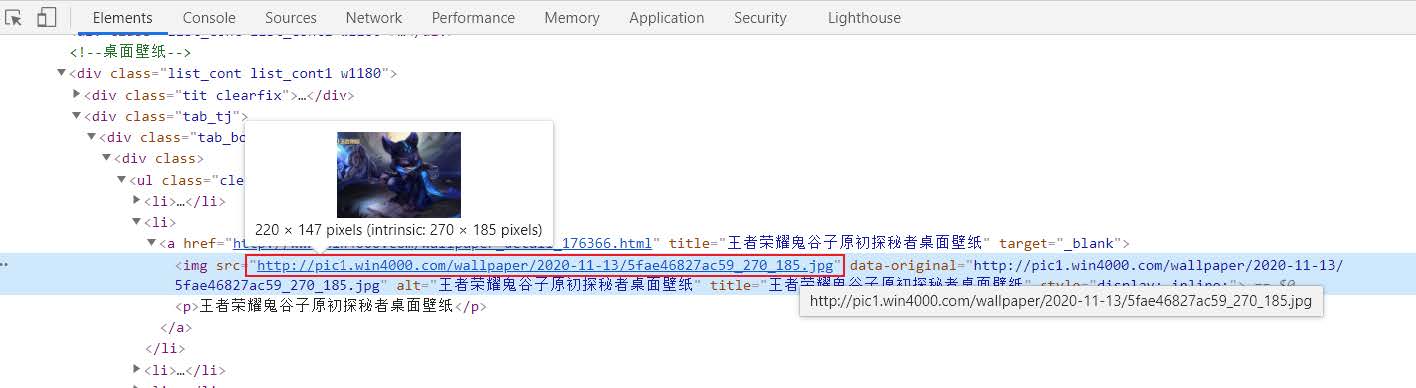 Elements Console Sources Network Performance Memory Application Security Lighthouse
<!--桌面壁纸-->
<div class="list_cont list_cont1 w1180">
<div class="tit clearfix">…</div>
<div class="tab_tj">
<div class="tab_bo
<div class>
<ul class="cle
<li>…</li>
220 × 147 pixels (intrinsic: 270 × 185 pixels)
<li>
<a href="http://www.win4000.com/wallpaper_detail_176366.html" title="王者荣耀鬼谷子原初探秘者桌面壁纸" target="_blank">
<img src="http://pic1.win4000.com/wallpaper/2020-11-13/5fae46827ac59_270_185.jpg" data-original="http://pic1.win4000.com/wallpaper/2020-11-13/
5fae46827ac59_270_185.jpg" alt="王者荣耀鬼谷子原初探秘者桌面壁纸" title="王者荣耀鬼谷子原初探秘者桌面壁纸" style="display: inline;"> == $0
http://pic1.win4000.com/wallpaper/2020-11-13/5fae46827ac59_270_185.jpg
<p>王者荣耀鬼谷子原初探秘者桌面壁纸</p>
</a>
</li>
<li>…</li>